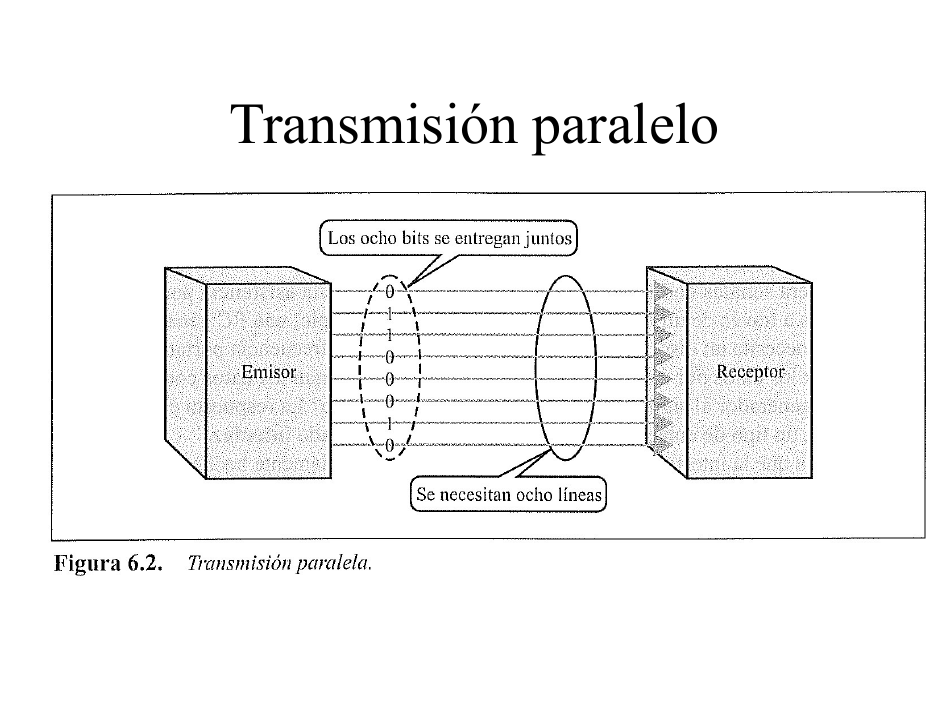 Transmisión paralelo
Los ocho bits se entregan juntos
0
1
1
0
0
0
1
0
Emisor
Receptor
Se necesitan ocho líneas
Figura 6.2. Transmisión paralela.